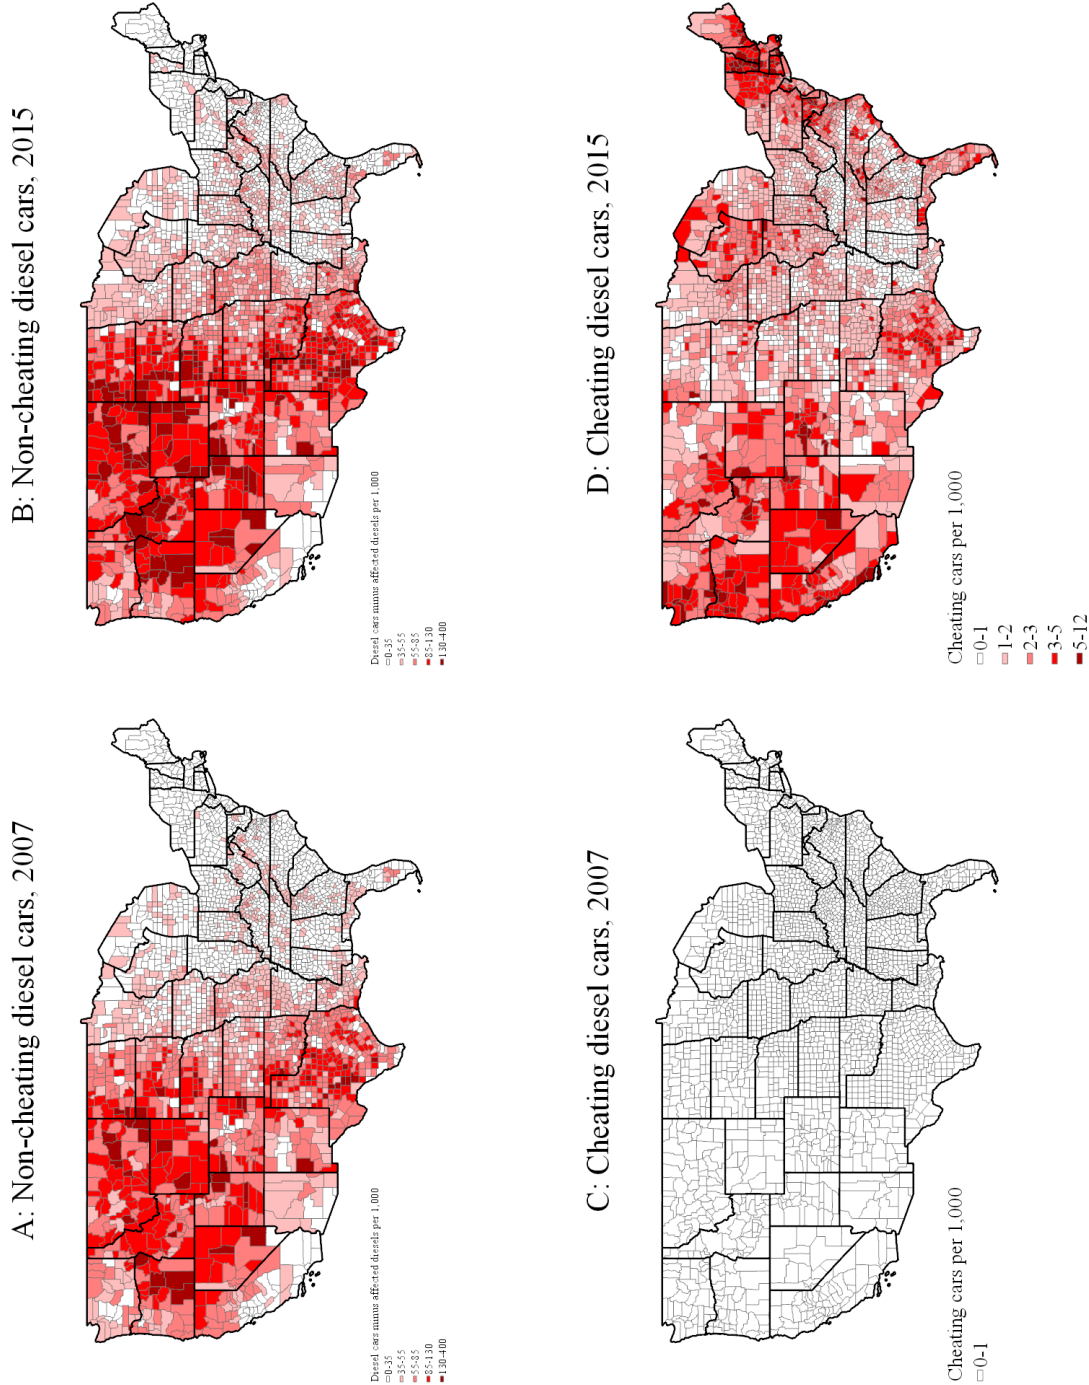 A: Non-cheating diesel cars, 2007
Diesel cars minus affected diesels per 1,000
0-35
35-55
55-85
85-130
130-400
B: Non-cheating diesel cars, 2015
Diesel cars minus affected diesels per 1,000
0-35
35-55
55-85
85-130
130-400
C: Cheating diesel cars, 2007
Cheating cars per 1,000
0-1
D: Cheating diesel cars, 2015
Cheating cars per 1,000
0-1
1-2
2-3
3-5
5-12